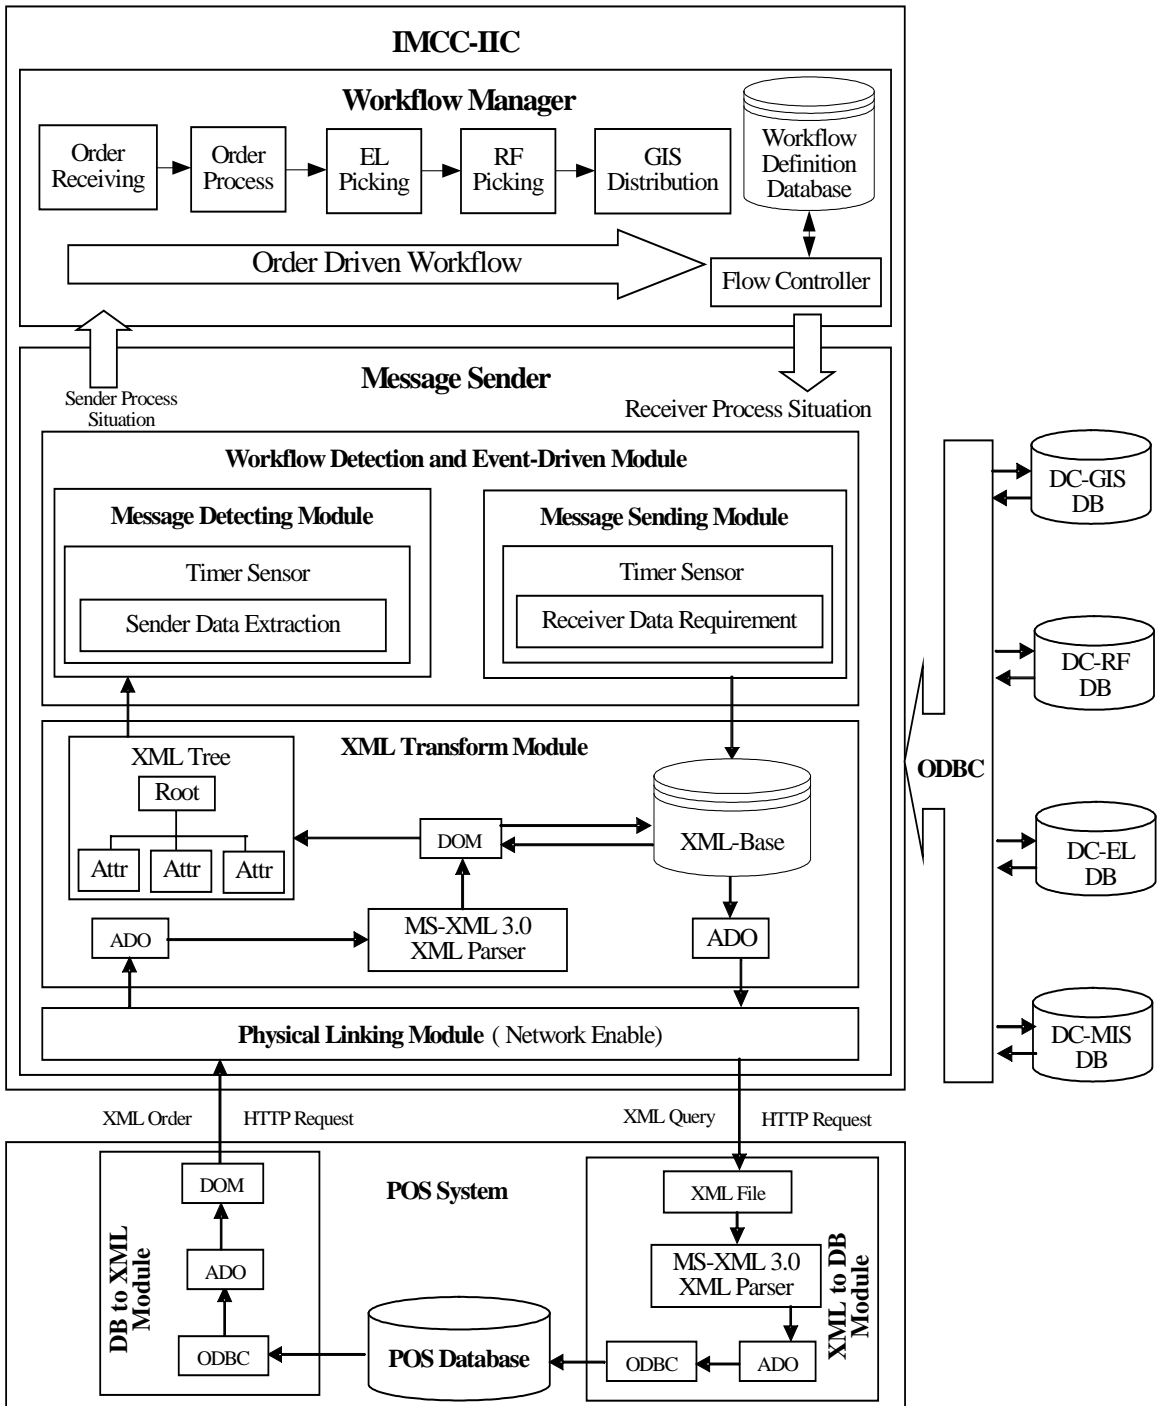 IMCC-IIC
Workflow Manager
Order
Receiving
Order
Process
EL
Picking
RF
Picking
GIS
Distribution
Workflow
Definition
Database
Order Driven Workflow
Flow Controller
Message Sender
Sender Process
Situation
Receiver Process Situation
Workflow Detection and Event-Driven Module
Message Detecting Module
Timer Sensor
Sender Data Extraction
Message Sending Module
Timer Sensor
Receiver Data Requirement
XML Transform Module
XML Tree
Root
Attr
Attr
Attr
DOM
XML-Base
ADO
MS-XML 3.0
XML Parser
ADO
Physical Linking Module ( Network Enable)
ODBC
DC-GIS
DB
DC-RF
DB
DC-EL
DB
DC-MIS
DB
XML Order
HTTP Request
XML Query
HTTP Request
POS System
DB to XML
Module
DOM
ADO
ODBC
POS Database
XML File
MS-XML 3.0
XML Parser
ADO
ODBC
XML to DB
Module